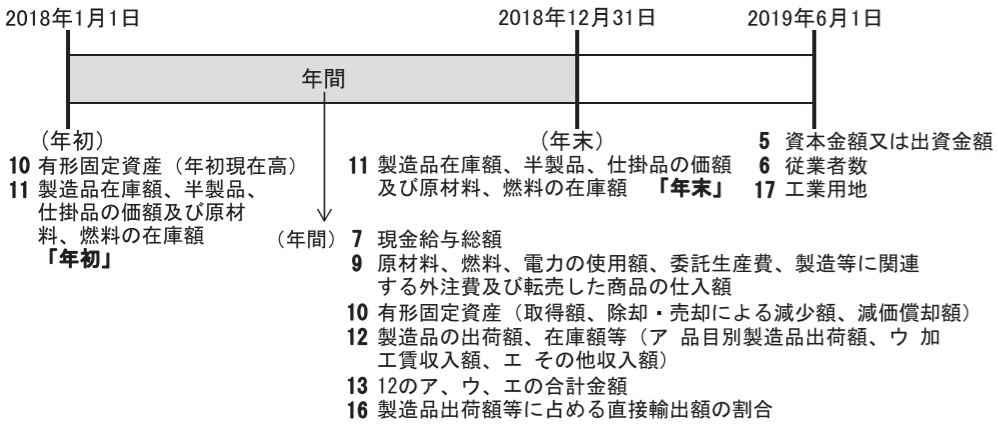 2018年1月1日
2018年12月31日
2019年6月1日
年間
(年初)
10 有形固定資産（年初現在高）
11 製造品在庫額、半製品、
仕掛品の価額及び原材
料、燃料の在庫額
「年初」
(年末)
11 製造品在庫額、半製品、仕掛品の価額
及び原材料、燃料の在庫額 「年末」
5 資本金額又は出資金額
6 従業者数
17 工業用地
(年間) 7 現金給与総額
9 原材料、燃料、電力の使用額、委託生産費、製造等に関連
する外注費及び転売した商品の仕入額
10 有形固定資産（取得額、除却・売却による減少額、減価償却額）
12 製造品の出荷額、在庫額等（ア 品目別製造品出荷額、ウ 加
工賃収入額、エ その他収入額）
13 12のア、ウ、エの合計金額
16 製造品出荷額等に占める直接輸出額の割合